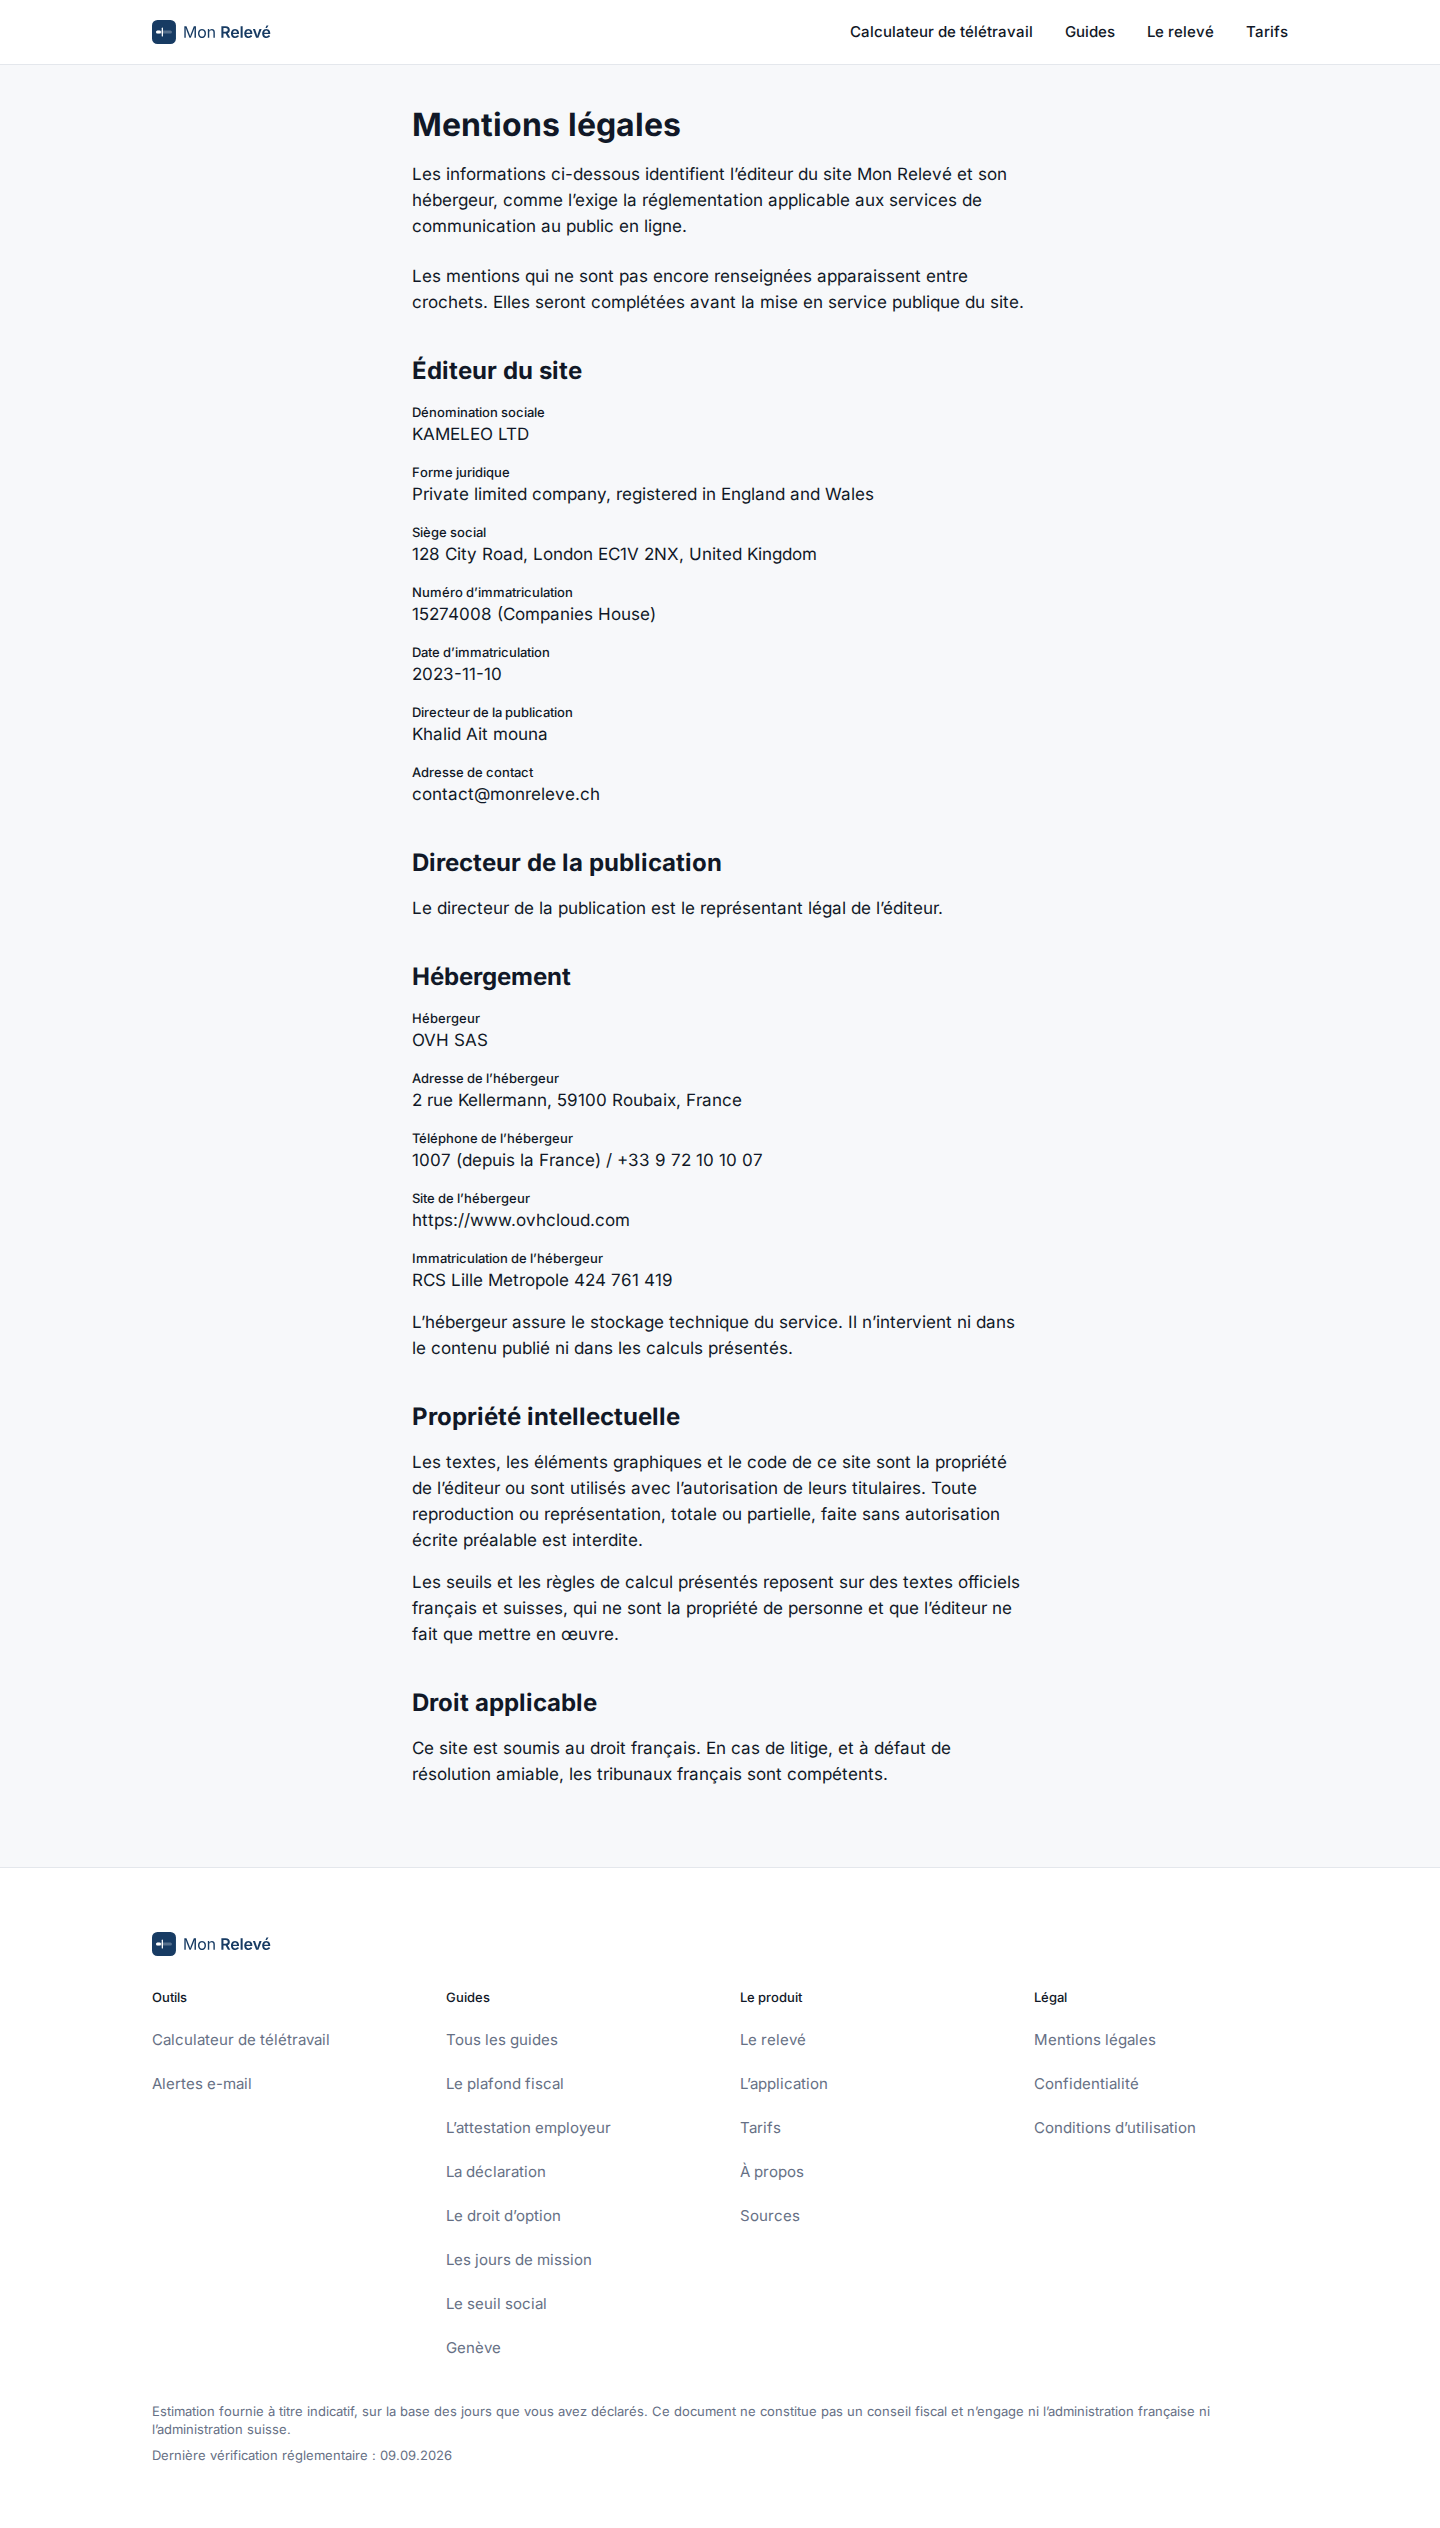 Mon Relevé
Calculateur de télétravail
Guides
Le relevé
Tarifs
Mentions légales
Les informations ci-dessous identifient l’éditeur du site Mon Relevé et son
hébergeur, comme l’exige la réglementation applicable aux services de
communication au public en ligne.
Les mentions qui ne sont pas encore renseignées apparaissent entre
crochets. Elles seront complétées avant la mise en service publique du site.
Éditeur du site
Dénomination sociale
KAMELEO LTD
Forme juridique
Private limited company, registered in England and Wales
Siège social
128 City Road, London EC1V 2NX, United Kingdom
Numéro d’immatriculation
15274008 (Companies House)
Date d’immatriculation
2023-11-10
Directeur de la publication
Khalid Ait mouna
Adresse de contact
contact@monreleve.ch
Directeur de la publication
Le directeur de la publication est le représentant légal de l’éditeur.
Hébergement
Hébergeur
OVH SAS
Adresse de l’hébergeur
2 rue Kellermann, 59100 Roubaix, France
Téléphone de l’hébergeur
1007 (depuis la France) / +33 9 72 10 10 07
Site de l’hébergeur
https://www.ovhcloud.com
Immatriculation de l’hébergeur
RCS Lille Metropole 424 761 419
L’hébergeur assure le stockage technique du service. Il n’intervient ni dans
le contenu publié ni dans les calculs présentés.
Propriété intellectuelle
Les textes, les éléments graphiques et le code de ce site sont la propriété
de l’éditeur ou sont utilisés avec l’autorisation de leurs titulaires. Toute
reproduction ou représentation, totale ou partielle, faite sans autorisation
écrite préalable est interdite.
Les seuils et les règles de calcul présentés reposent sur des textes officiels
français et suisses, qui ne sont la propriété de personne et que l’éditeur ne
fait que mettre en œuvre.
Droit applicable
Ce site est soumis au droit français. En cas de litige, et à défaut de
résolution amiable, les tribunaux français sont compétents.
Mon Relevé
Outils
Calculateur de télétravail
Alertes e-mail
Guides
Tous les guides
Le plafond fiscal
L’attestation employeur
La déclaration
Le droit d’option
Les jours de mission
Le seuil social
Genève
Le produit
Le relevé
L’application
Tarifs
À propos
Sources
Légal
Mentions légales
Confidentialité
Conditions d’utilisation
Estimation fournie à titre indicatif, sur la base des jours que vous avez déclarés. Ce document ne constitue pas un conseil fiscal et n’engage ni l’administration française ni
l’administration suisse.
Dernière vérification réglementaire : 09.09.2026